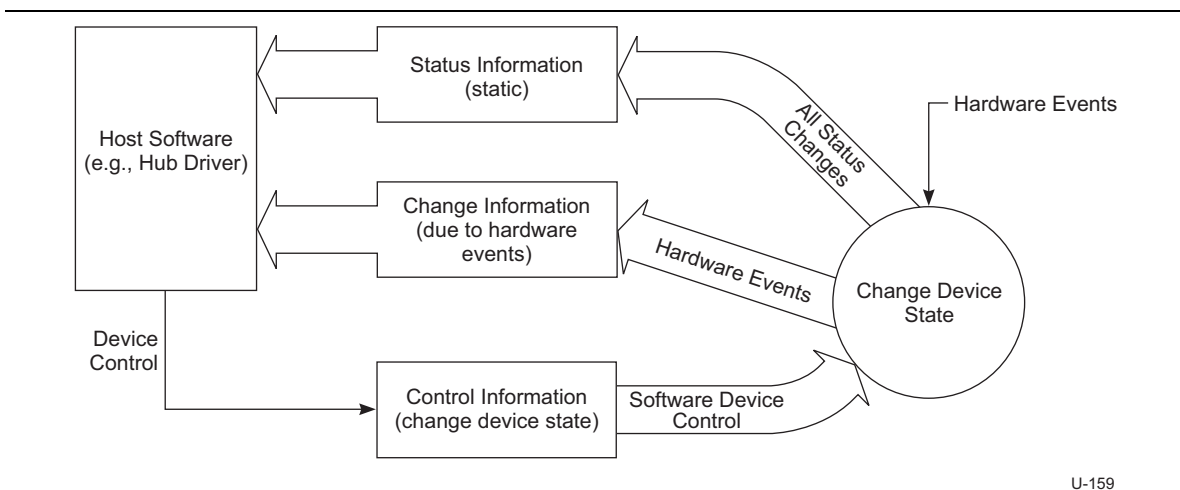 Status Information
(static)
Host Software
(e.g., Hub Driver)
All Status
Changes
Hardware Events
Change Information
(due to hardware
events)
Hardware Events
Change Device
State
Device
Control
Control Information
(change device state)
Software Device
Control
U-159